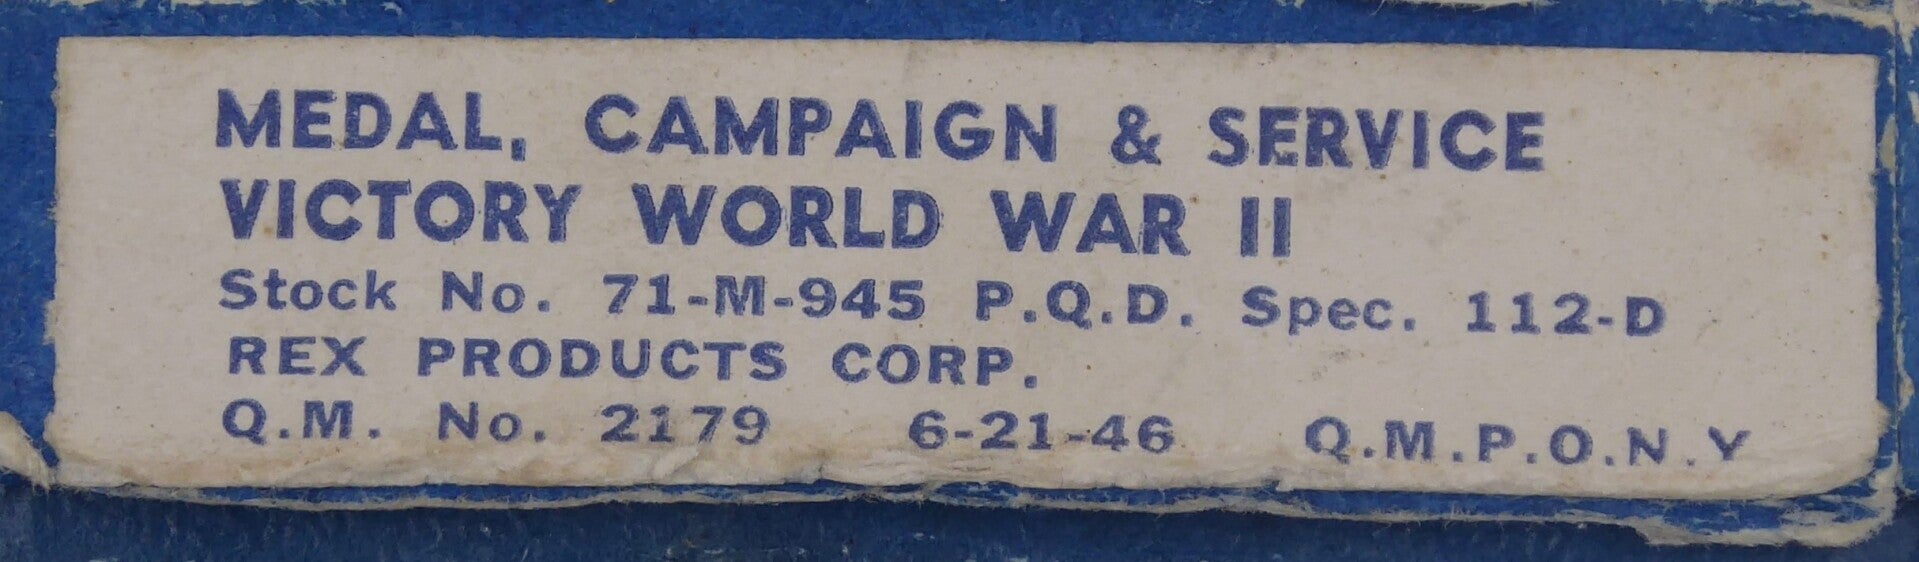 MEDAL, CAMPAIGN & SERVICE
VICTORY WORLD WAR II
Stock No. 71-M-945 P.Q.D. Spec. 112-D
REX PRODUCTS CORP.
Q.M. No. 2179 6-21-46 Q.M.P.O.N.Y